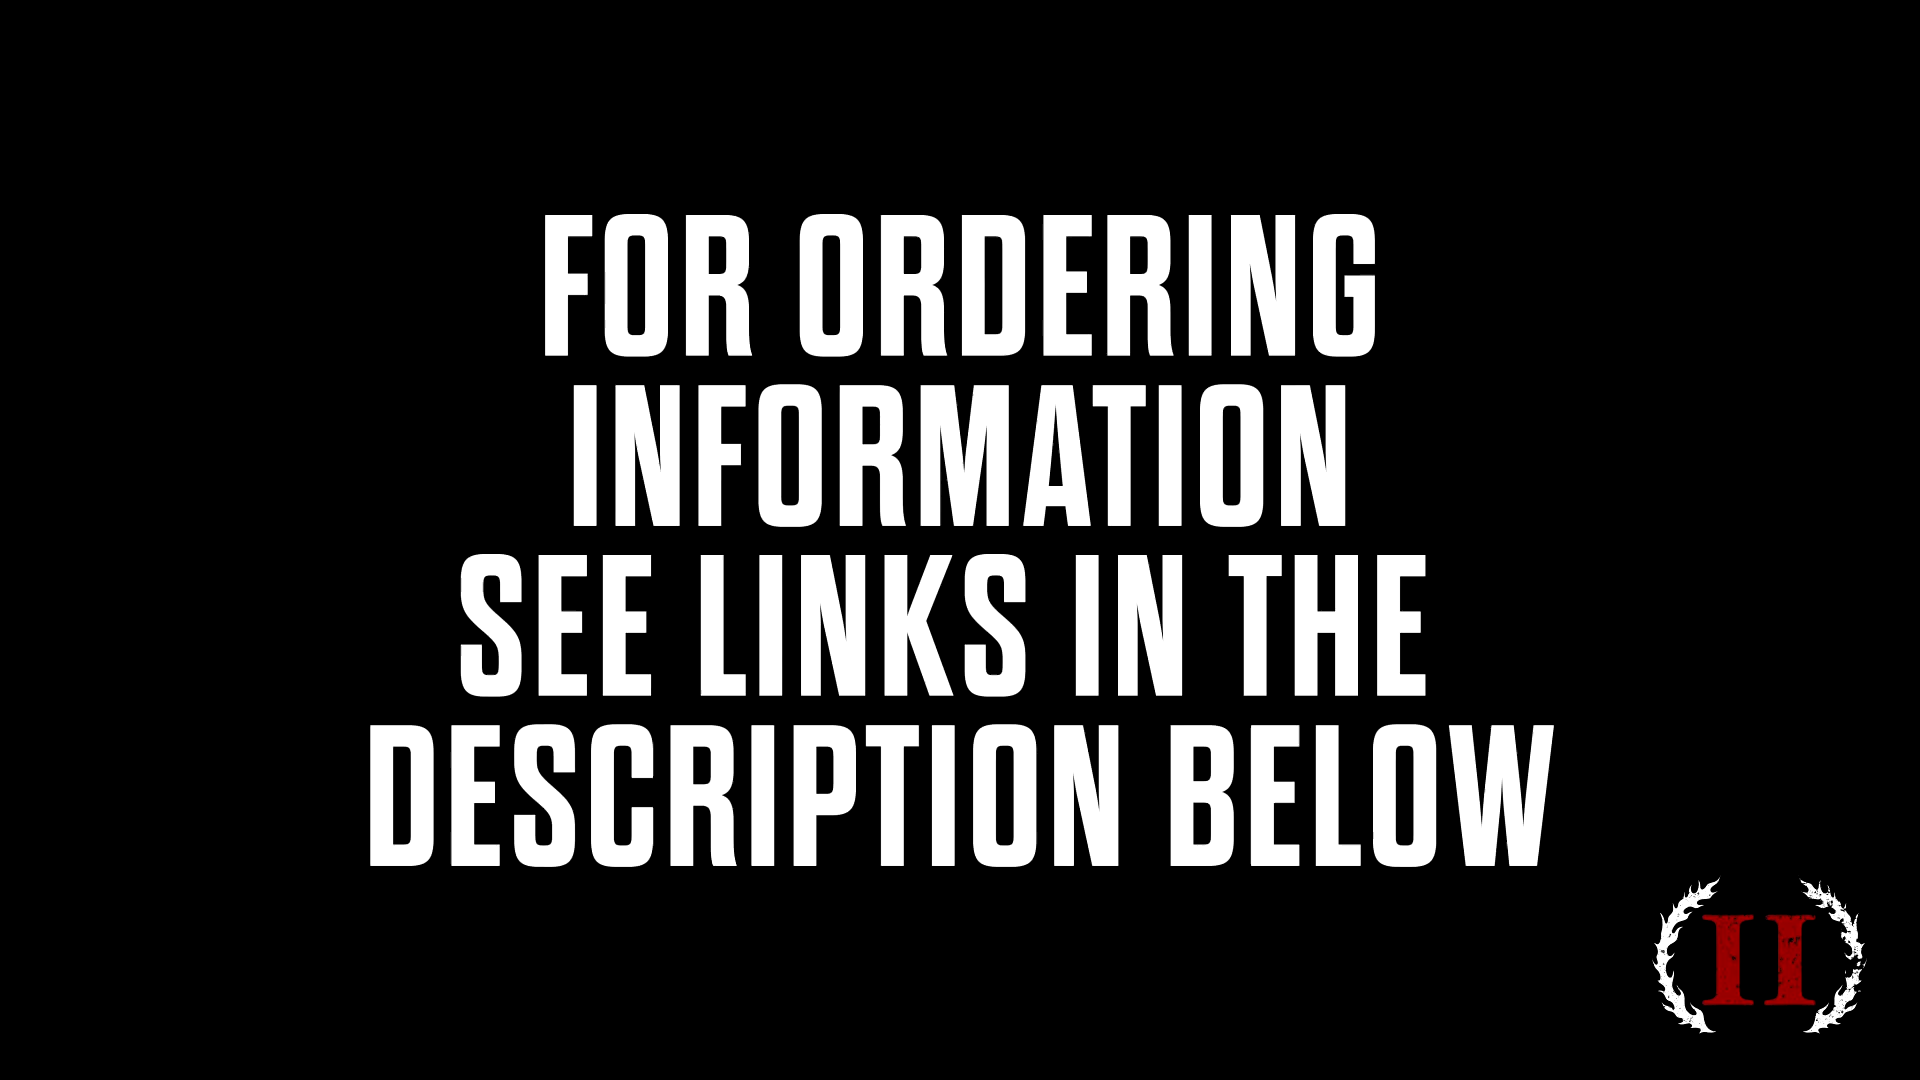 FOR ORDERING
INFORMATION
SEE LINKS IN THE
DESCRIPTION BELOW
II